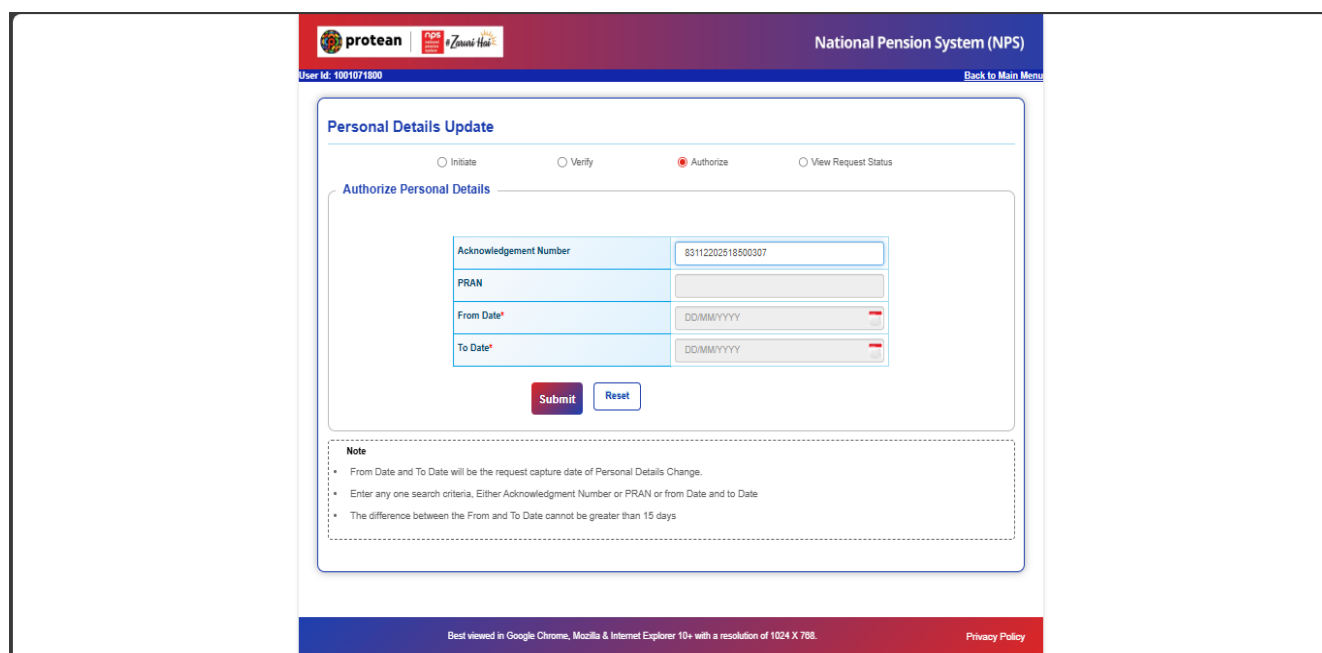 protean
nps
#Zaruri Hai
National Pension System (NPS)
User Id: 1001071800
Back to Main Menu
Personal Details Update
Initiate
Verify
Authorize
View Request Status
Authorize Personal Details
Acknowledgement Number
83112202518500307
PRAN
From Date*
DD/MM/YYYY
To Date*
DD/MM/YYYY
Submit
Reset
Note
From Date and To Date will be the request capture date of Personal Details Change.
Enter any one search criteria, Either Acknowledgment Number or PRAN or from Date and to Date
The difference between the From and To Date cannot be greater than 15 days
Best viewed in Google Chrome, Mozilla & Internet Explorer 10+ with a resolution of 1024 X 768.
Privacy Policy